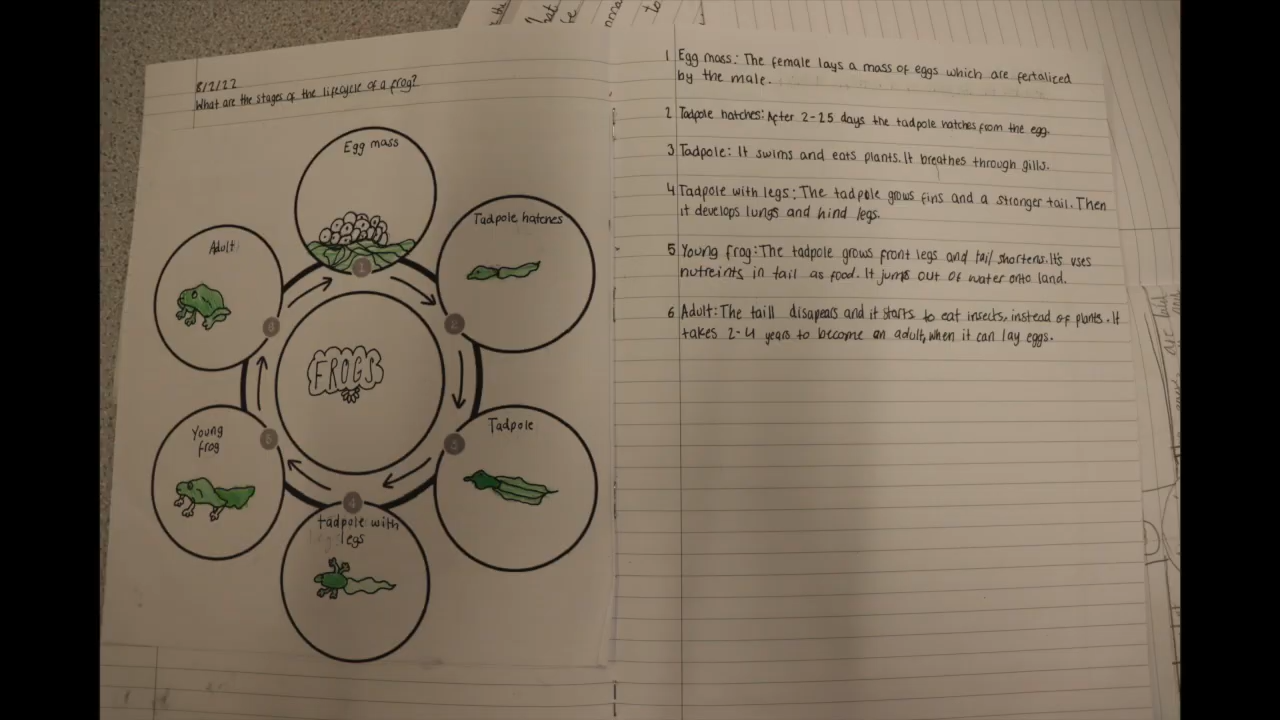 8/2/22
What are the stages of the lifecycle of a frog?
Egg mass
Tadpole hatches
Tadpole
tadpole with
legs
Young
frog
Adult
FROGS
1
2
3
4
5
6
1 Egg mass: The female lays a mass of eggs which are fertaliced
by the male.
2 Tadpole hatches: After 2-25 days the tadpole hatches from the egg.
3 Tadpole: It swims and eats plants. It breathes through gills.
4 Tadpole with legs: The tadpole grows fins and a stronger tail. Then
it develops lungs and hind legs.
5 Young frog: The tadpole grows front legs and tail shortens. It's uses
nutreints in tail as food. It jumps out of water onto land.
6 Adult: The taill disapears and it starts to eat insects, instead of plants. It
takes 2-4 years to become an adult, when it can lay eggs.